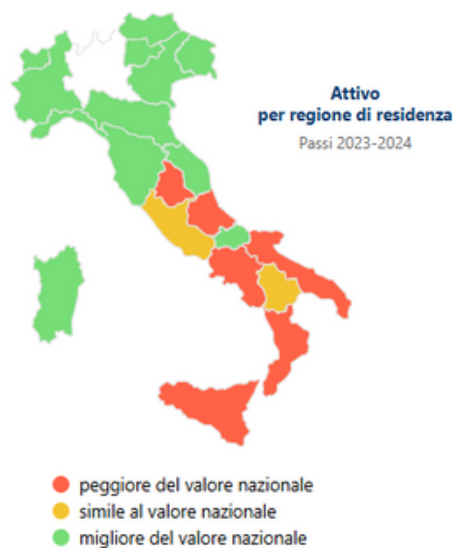 Attivo
per regione di residenza
Passi 2023-2024
peggiore del valore nazionale
simile al valore nazionale
migliore del valore nazionale